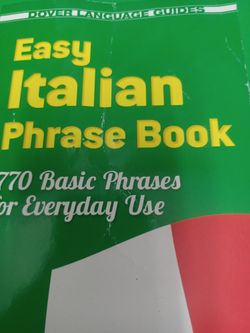 DOVER LANGUAGE GUIDES
Easy
Italian
Phrase Book
770 Basic Phrases
for Everyday Use